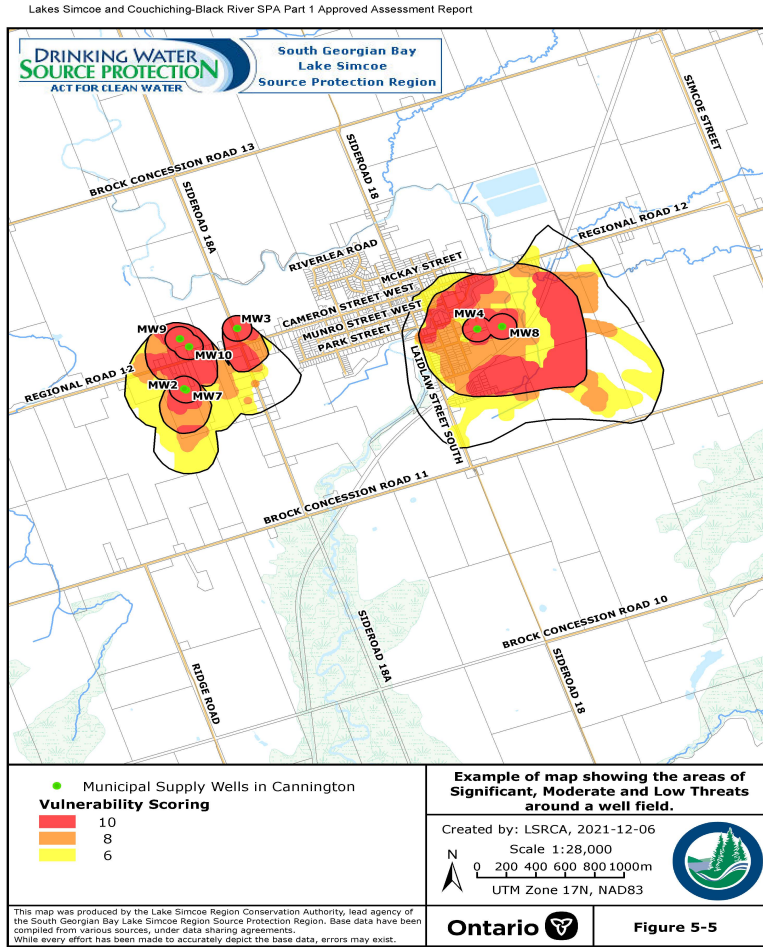 Lakes Simcoe and Couchiching-Black River SPA Part 1 Approved Assessment Report
DRINKING WATER
SOURCE PROTECTION
ACT FOR CLEAN WATER
South Georgian Bay
Lake Simcoe
Source Protection Region
SIMCOE STREET
BROCK CONCESSION ROAD 13
SIDEROAD 18
SIDEROAD 18A
REGIONAL ROAD 12
RIVERLEA ROAD
MCKAY STREET
CAMERON STREET WEST
MUNRO STREET WEST
PARK STREET
MW3
MW4
MW9
MW8
MW10
REGIONAL ROAD 12
MW2
MW7
LAIDLAW STREET SOUTH
BROCK CONCESSION ROAD 11
BROCK CONCESSION ROAD 10
SIDEROAD 18A
RIDGE ROAD
SIDEROAD 18
Municipal Supply Wells in Cannington
Vulnerability Scoring
10
8
6
Example of map showing the areas of
Significant, Moderate and Low Threats
around a well field.
Created by: LSRCA, 2021-12-06
Scale 1:28,000
N
0 200 400 600 800 1000m
UTM Zone 17N, NAD83
This map was produced by the Lake Simcoe Region Conservation Authority, lead agency of
the South Georgian Bay Lake Simcoe Region Source Protection Region. Base data have been
compiled from various sources, under data sharing agreements.
While every effort has been made to accurately depict the base data, errors may exist.
Ontario
Figure 5-5